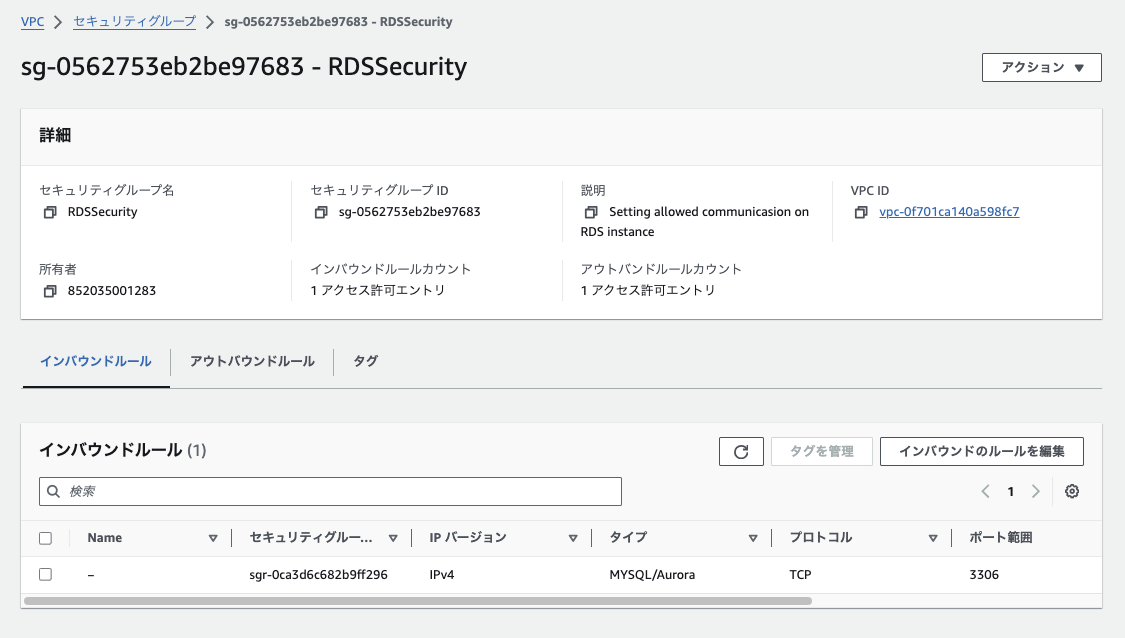 VPC > セキュリティグループ > sg-0562753eb2be97683 - RDSSecurity
sg-0562753eb2be97683 - RDSSecurity
アクション ▼
詳細
セキュリティグループ名
RDSSecurity
セキュリティグループ ID
sg-0562753eb2be97683
説明
Setting allowed communicasion on
RDS instance
VPC ID
vpc-0f701ca140a598fc7
所有者
852035001283
インバウンドルールカウント
1 アクセス許可エントリ
アウトバンドルールカウント
1 アクセス許可エントリ
インバウンドルール アウトバウンドルール タグ
インバウンドルール (1)
タグを管理 インバウンドのルールを編集
検索
1
Name セキュリティグルー... IP バージョン タイプ プロトコル ポート範囲
– sgr-0ca3d6c682b9ff296 IPv4 MYSQL/Aurora TCP 3306